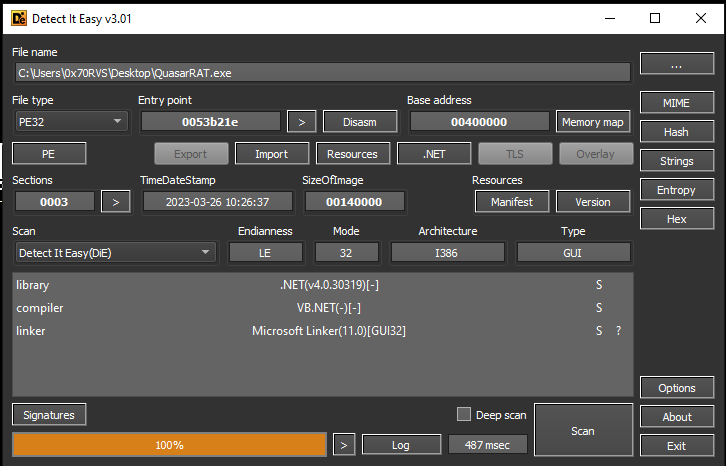 Detect It Easy v3.01
File name
C:\Users\0x70RVS\Desktop\QuasarRAT.exe
...
File type Entry point Base address
PE32 0053b21e > Disasm 00400000 Memory map MIME
PE Export Import Resources .NET TLS Overlay Hash
Sections TimeDateStamp SizeOfImage Resources Strings
0003 > 2023-03-26 10:26:37 00140000 Manifest Version Entropy
Scan Endianness Mode Architecture Type Hex
Detect It Easy(DiE) LE 32 I386 GUI
library .NET(v4.0.30319)[-] S
compiler VB.NET(-)[-] S
linker Microsoft Linker(11.0)[GUI32] S ?
Options
Signatures Deep scan Scan About
100% > Log 487 msec Exit